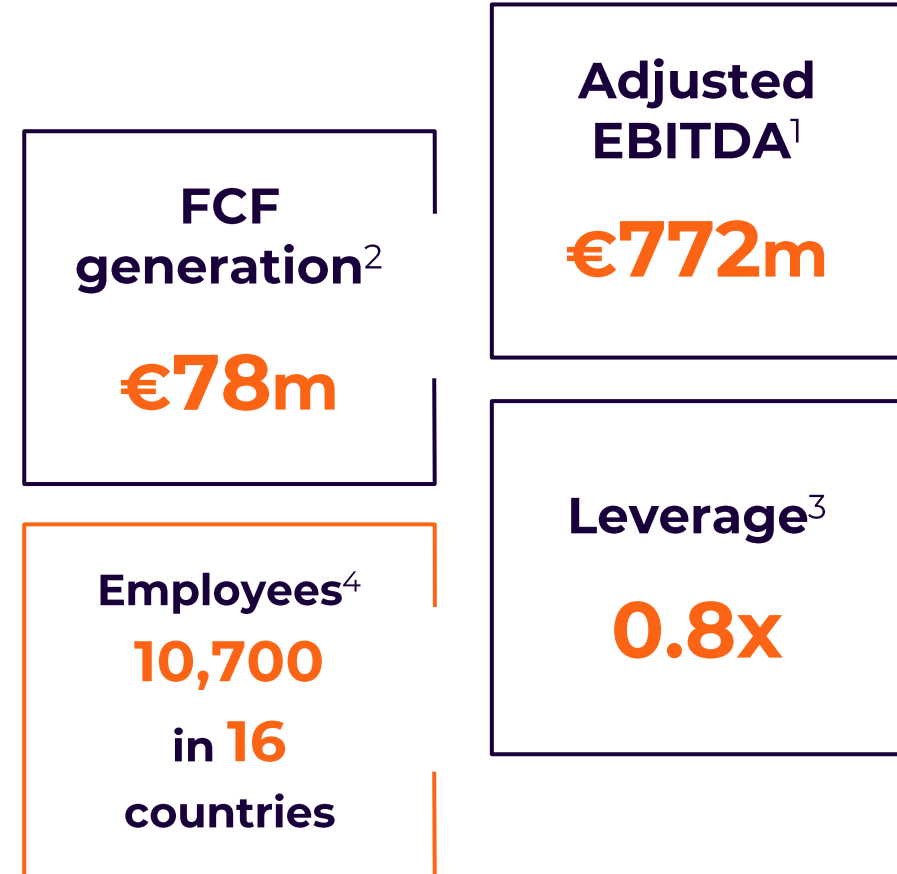 Adjusted
EBITDA¹
€772m
FCF
generation²
€78m
Leverage³
0.8x
Employees⁴
10,700
in 16
countries